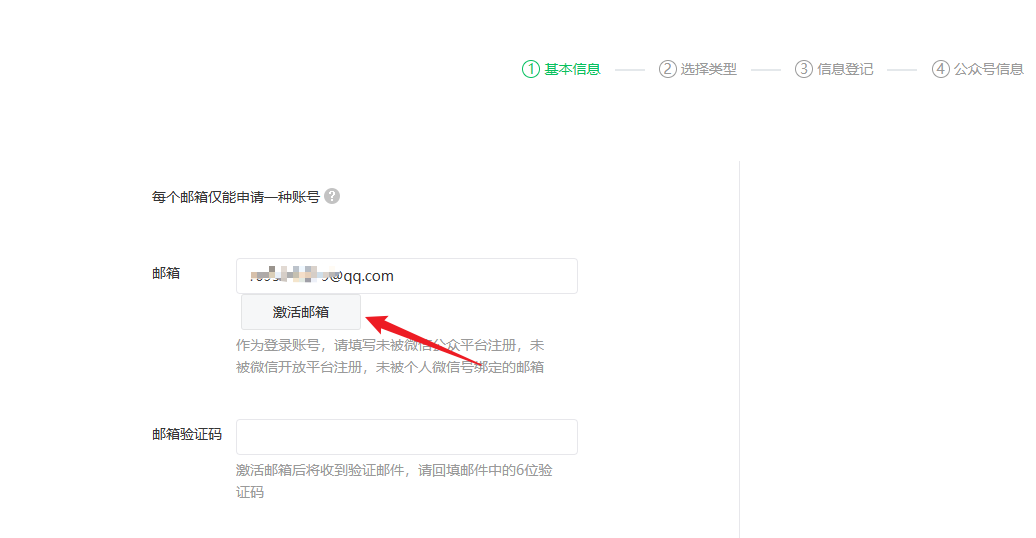 ① 基本信息 ② 选择类型 ③ 信息登记 ④ 公众号信息
每个邮箱仅能申请一种账号 ?
邮箱
@qq.com
激活邮箱
作为登录账号，请填写未被微信公众平台注册，未
被微信开放平台注册，未被个人微信号绑定的邮箱
邮箱验证码
激活邮箱后将收到验证邮件，请回填邮件中的6位验
证码